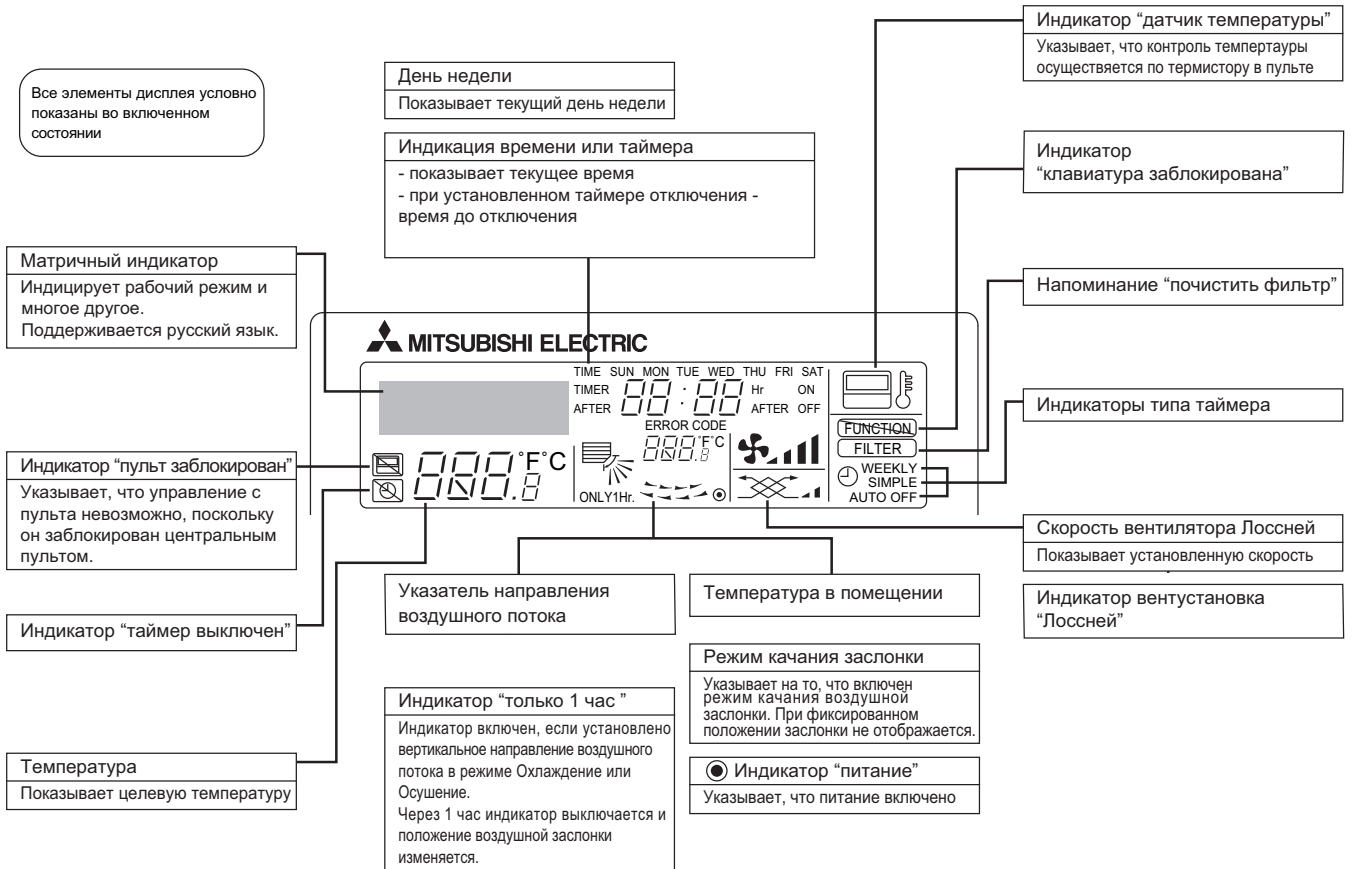 Все элементы дисплея условно
показаны во включенном
состоянии
День недели
Показывает текущий день недели
Индикация времени или таймера
- показывает текущее время
- при установленном таймере отключения -
время до отключения
Индикатор “датчик температуры”
Указывает, что контроль темпертауры
осуществяется по термистору в пульте
Индикатор
“клавиатура заблокирована”
Напоминание “почистить фильтр”
Индикаторы типа таймера
Скорость вентилятора Лоссней
Показывает установленную скорость
Индикатор вентустановка
“Лоссней”
Матричный индикатор
Индицирует рабочий режим и
многое другое.
Поддерживается русский язык.
Индикатор “пульт заблокирован”
Указывает, что управление с
пульта невозможно, поскольку
он заблокирован центральным
пультом.
Индикатор “таймер выключен”
Температура
Показывает целевую температуру
MITSUBISHI ELECTRIC
TIME SUN MON TUE WED THU FRI SAT
TIMER 88:88 Hr ON
AFTER AFTER OFF
ERROR CODE
888.8 °F°C
888.8 °F°C
ONLY1Hr.
FUNCTION
FILTER
WEEKLY
SIMPLE
AUTO OFF
Указатель направления
воздушного потока
Температура в помещении
Индикатор “только 1 час ”
Индикатор включен, если установлено
вертикальное направление воздушного
потока в режиме Охлаждение или
Осушение.
Через 1 час индикатор выключается и
положение воздушной заслонки
изменяется.
Режим качания заслонки
Указывает на то, что включен
режим качания воздушной
заслонки. При фиксированном
положении заслонки не отображается.
Индикатор “питание”
Указывает, что питание включено